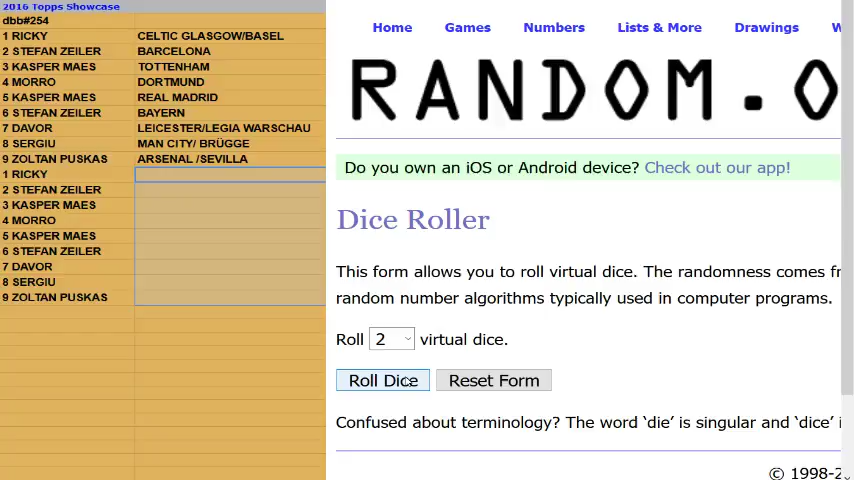 2016 Topps Showcase
dbb#254
1 RICKY CELTIC GLASGOW/BASEL
2 STEFAN ZEILER BARCELONA
3 KASPER MAES TOTTENHAM
4 MORRO DORTMUND
5 KASPER MAES REAL MADRID
6 STEFAN ZEILER BAYERN
7 DAVOR LEICESTER/LEGIA WARSCHAU
8 SERGIU MAN CITY/ BRÜGGE
9 ZOLTAN PUSKAS ARSENAL /SEVILLA
1 RICKY
2 STEFAN ZEILER
3 KASPER MAES
4 MORRO
5 KASPER MAES
6 STEFAN ZEILER
7 DAVOR
8 SERGIU
9 ZOLTAN PUSKAS
Home Games Numbers Lists & More Drawings W
RANDOM.O
Do you own an iOS or Android device? Check out our app!
Dice Roller
This form allows you to roll virtual dice. The randomness comes fr
random number algorithms typically used in computer programs.
Roll 2 virtual dice.
Roll Dice Reset Form
Confused about terminology? The word ‘die’ is singular and ‘dice’ i
© 1998-2